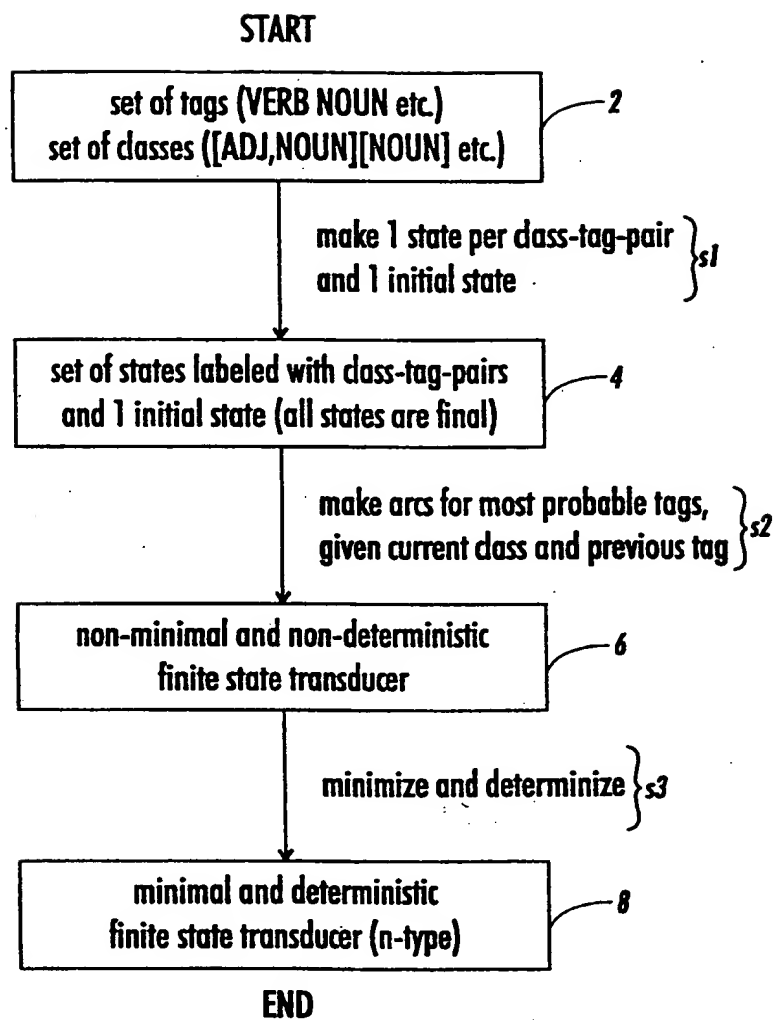 START
set of tags (VERB NOUN etc.)
set of classes ([ADJ,NOUN][NOUN] etc.)
2
make 1 state per class-tag-pair
and 1 initial state
s1
set of states labeled with class-tag-pairs
and 1 initial state (all states are final)
4
make arcs for most probable tags,
given current class and previous tag
s2
non-minimal and non-deterministic
finite state transducer
6
minimize and determinize
s3
minimal and deterministic
finite state transducer (n-type)
8
END